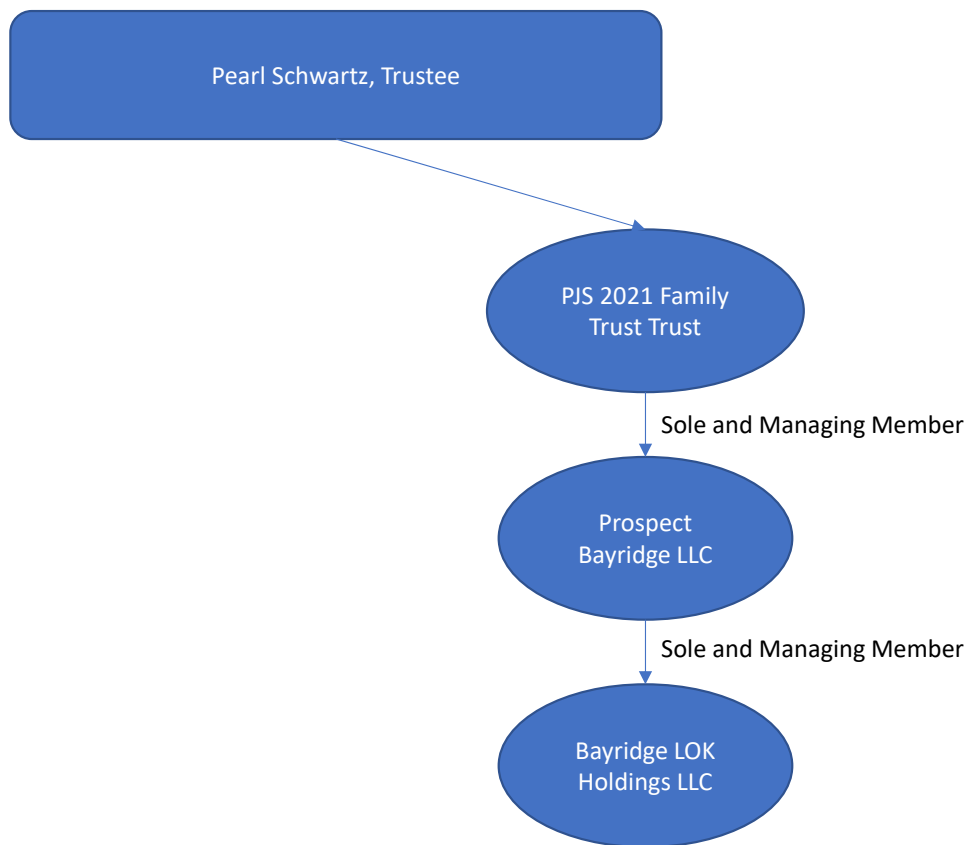 Pearl Schwartz, Trustee
PJS 2021 Family
Trust Trust
Sole and Managing Member
Prospect
Bayridge LLC
Sole and Managing Member
Bayridge LOK
Holdings LLC